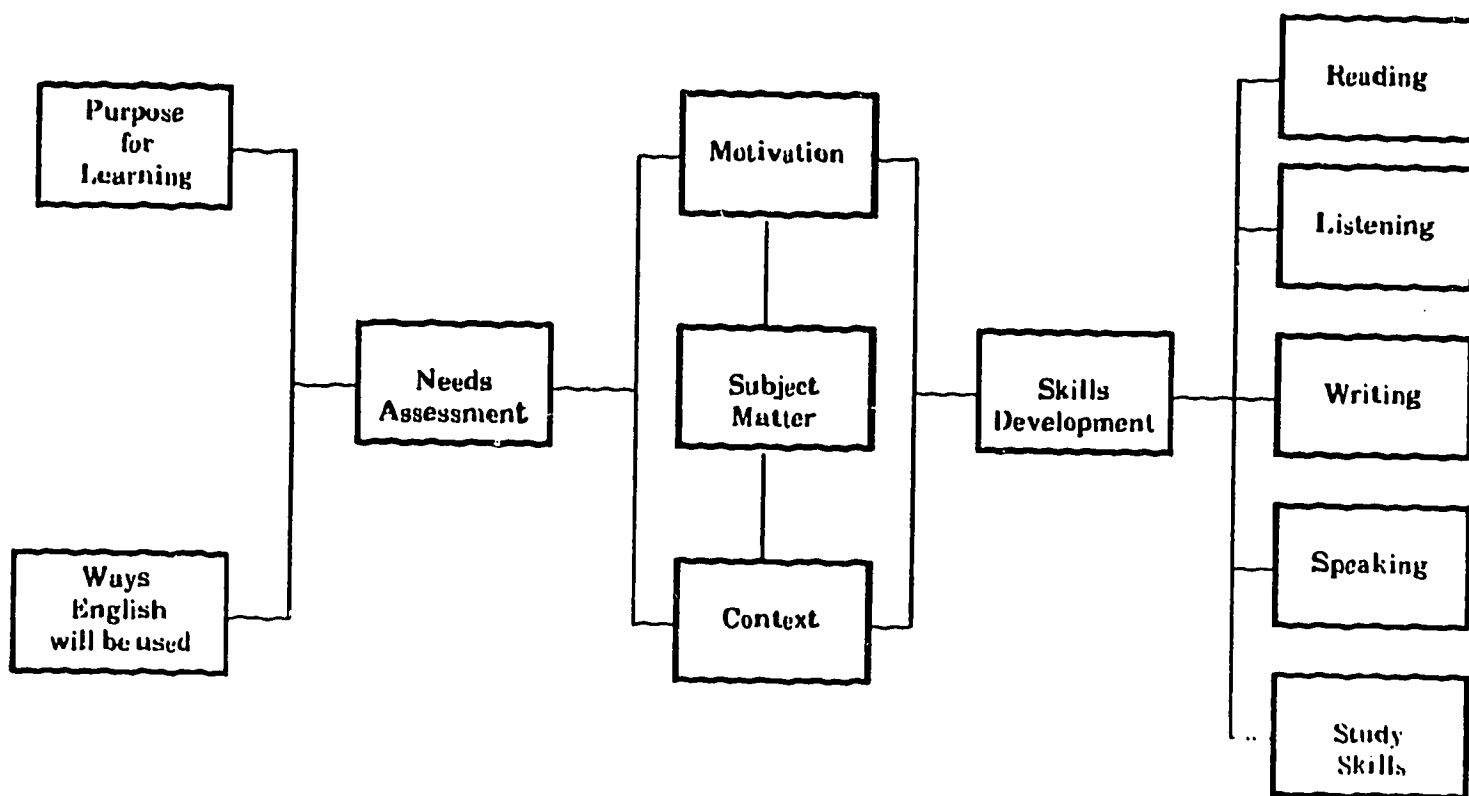 Purpose
for
Learning
Ways
English
will be used
Needs
Assessment
Motivation
Subject
Matter
Context
Skills
Development
Reading
Listening
Writing
Speaking
Study
Skills